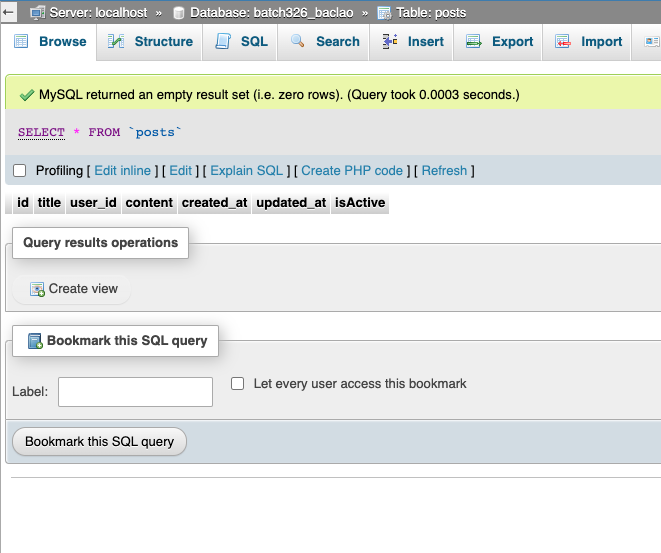 Server: localhost » Database: batch326_baclao » Table: posts
Browse Structure SQL Search Insert Export Import
MySQL returned an empty result set (i.e. zero rows). (Query took 0.0003 seconds.)
SELECT * FROM `posts`
Profiling [ Edit inline ] [ Edit ] [ Explain SQL ] [ Create PHP code ] [ Refresh ]
id title user_id content created_at updated_at isActive
Query results operations
Create view
Bookmark this SQL query
Label: Let every user access this bookmark
Bookmark this SQL query